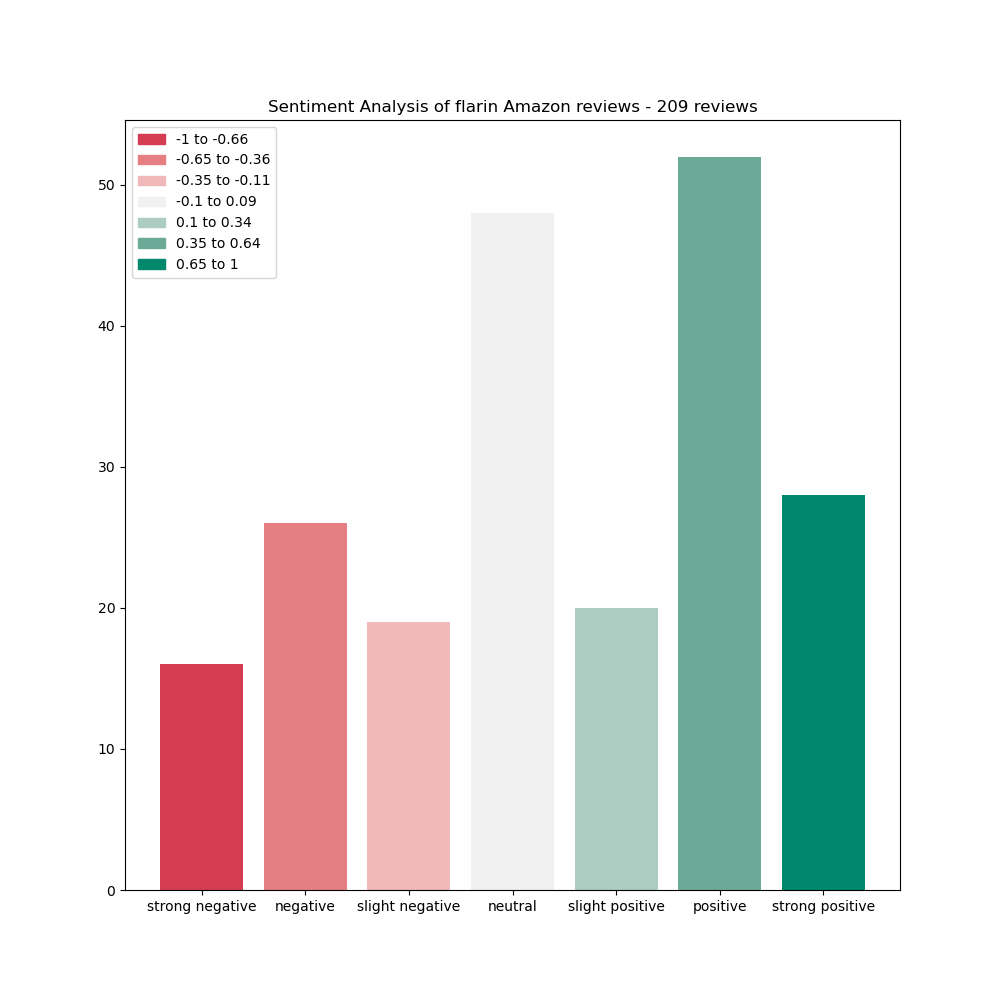 Sentiment Analysis of flarin Amazon reviews - 209 reviews
-1 to -0.66
-0.65 to -0.36
-0.35 to -0.11
-0.1 to 0.09
0.1 to 0.34
0.35 to 0.64
0.65 to 1
50
40
30
20
10
0
strong negative negative slight negative neutral slight positive positive strong positive